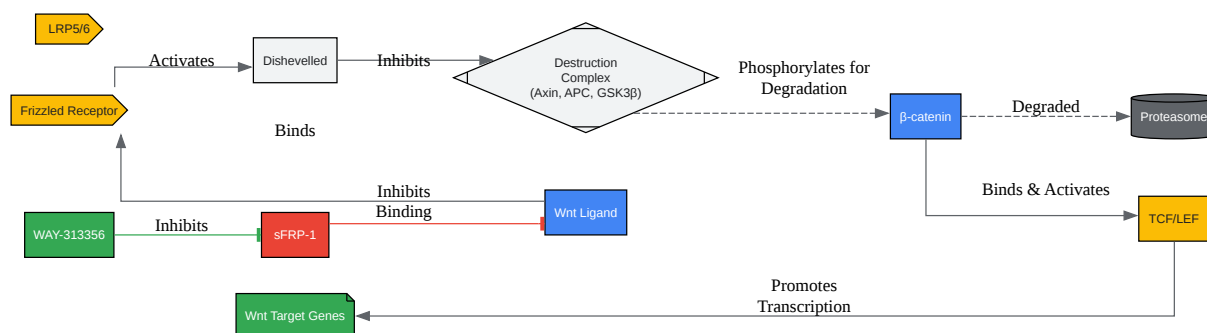 LRP5/6
Activates
Dishevelled
Inhibits
Destruction
Complex
(Axin, APC, GSK3β)
Phosphorylates for
Degradation
Frizzled Receptor
β-catenin
Degraded
Proteasome
Binds
Inhibits
Binding
Wnt Ligand
Binds & Activates
TCF/LEF
WAY-313356
Inhibits
sFRP-1
Promotes
Transcription
Wnt Target Genes